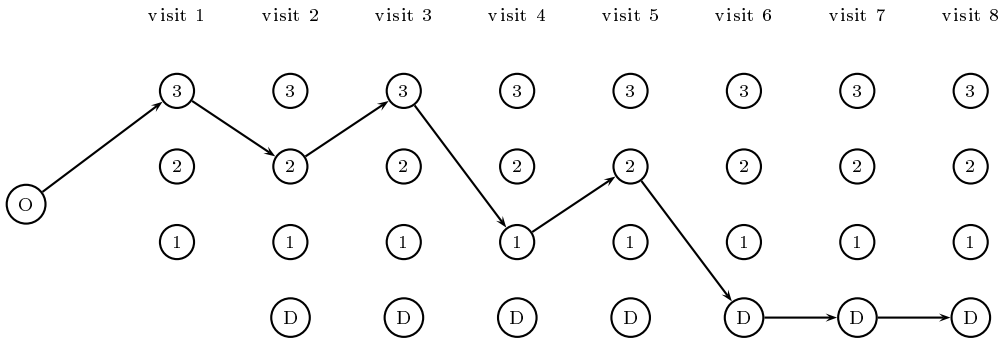 visit 1 visit 2 visit 3 visit 4 visit 5 visit 6 visit 7 visit 8
3 3 3 3 3 3 3 3
2 2 2 2 2 2 2 2
O
1 1 1 1 1 1 1 1
D D D D D D D